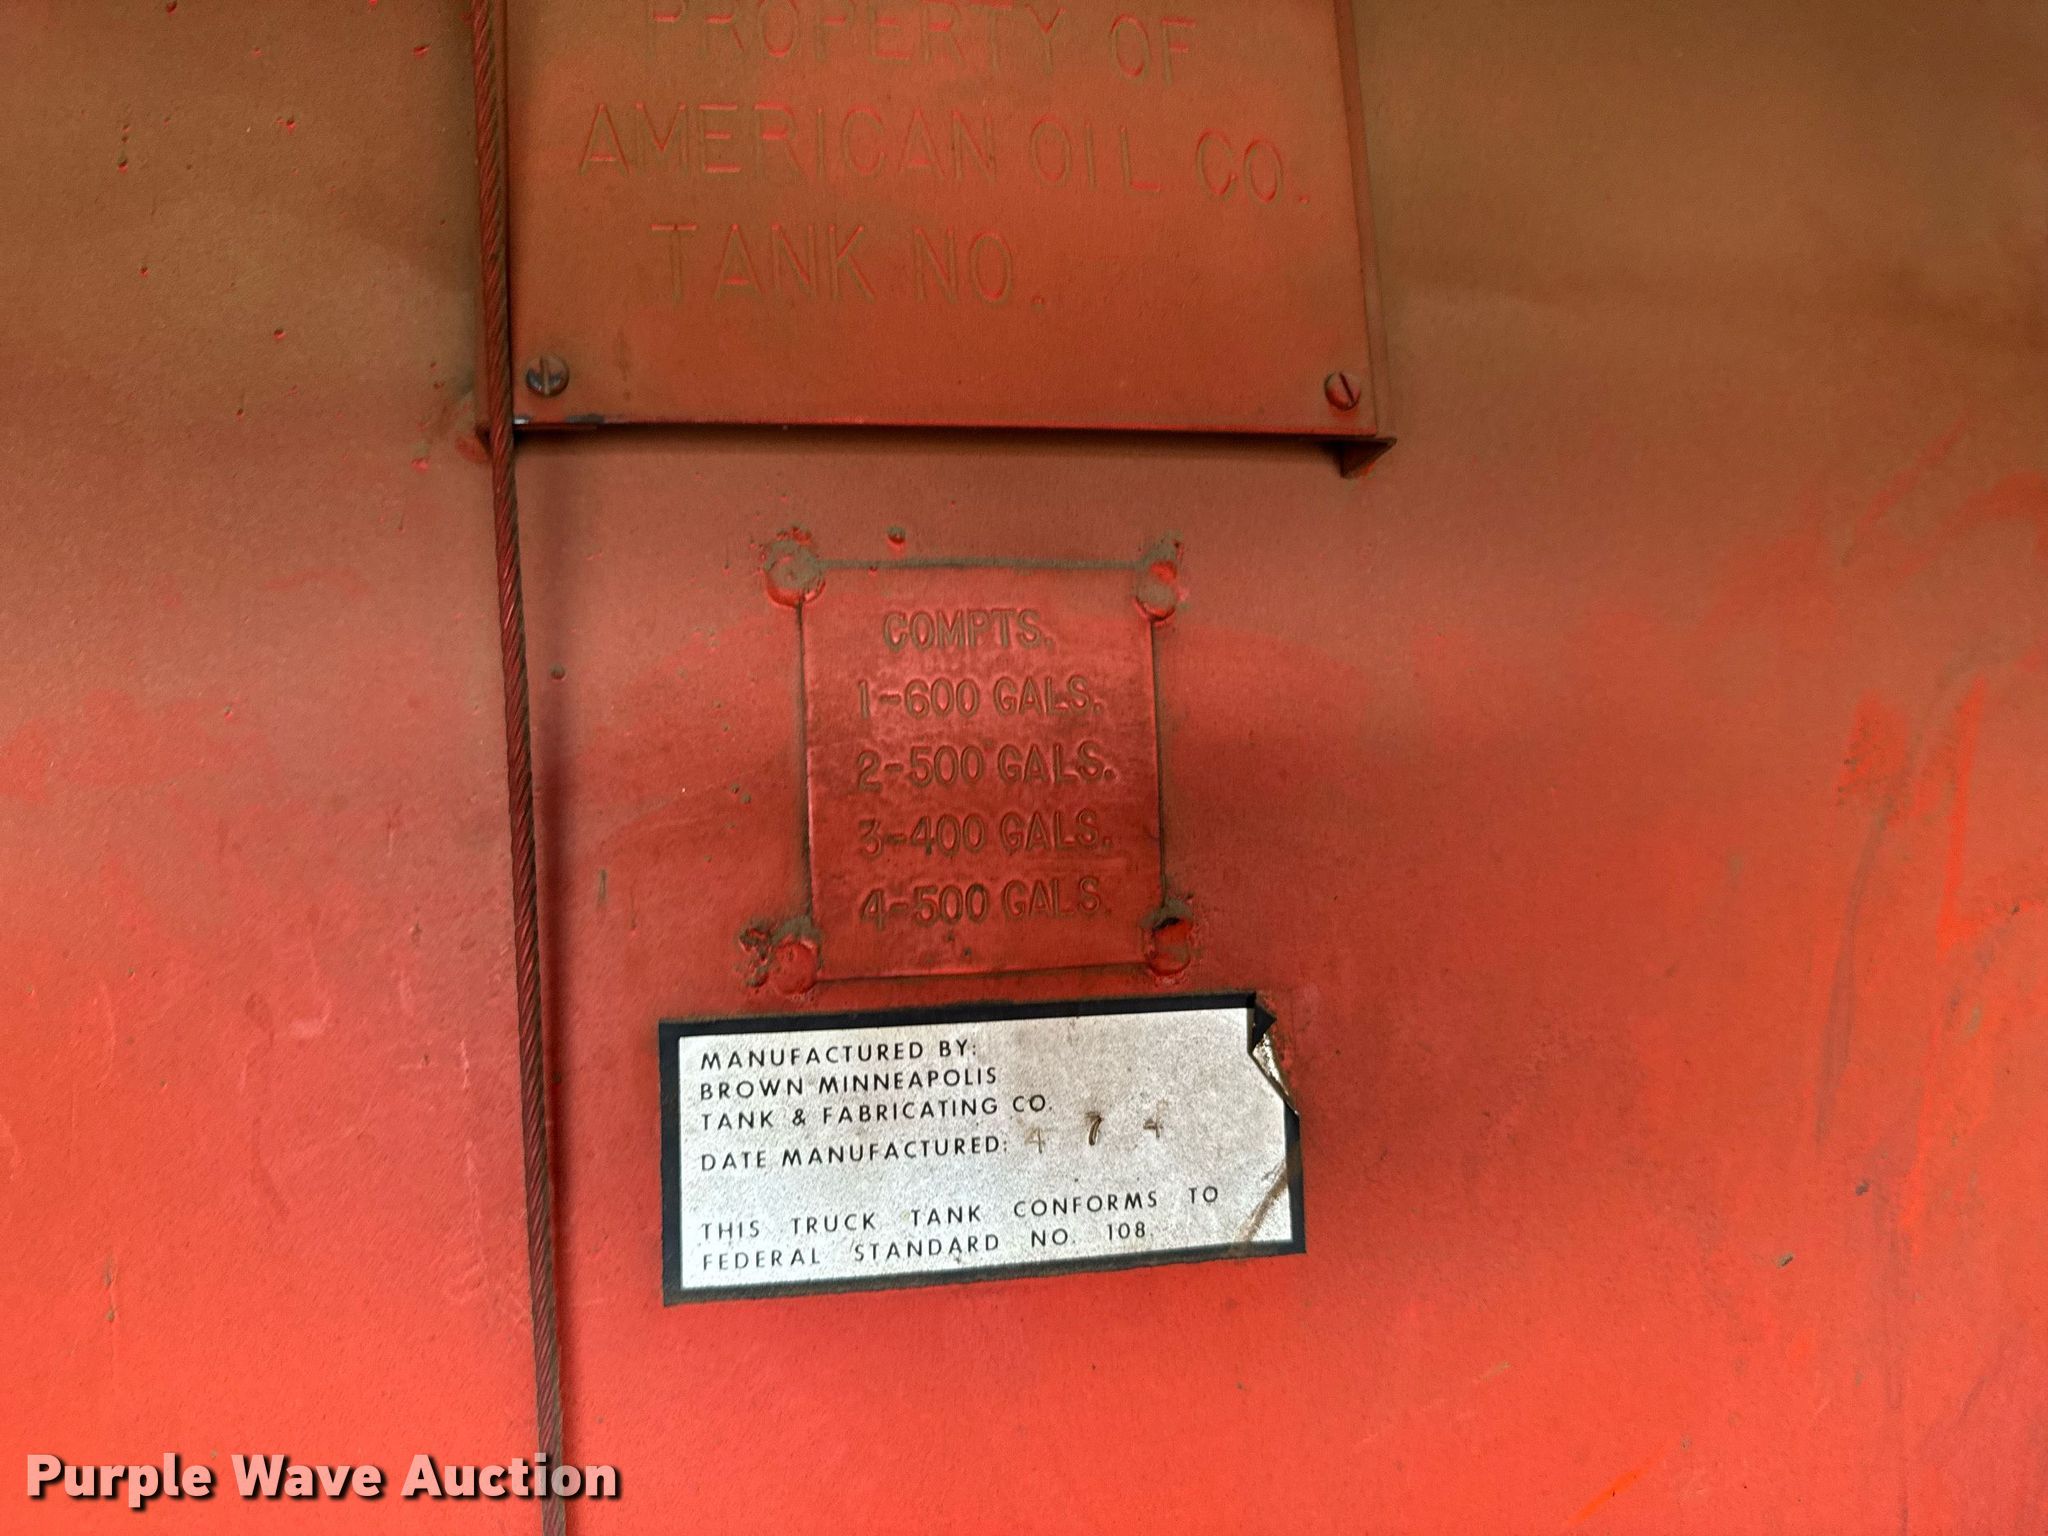 PROPERTY OF
AMERICAN OIL CO.
TANK NO.
COMPTS.
1-600 GALS.
2-500 GALS.
3-400 GALS.
4-500 GALS.
MANUFACTURED BY:
BROWN MINNEAPOLIS
TANK & FABRICATING CO.
DATE MANUFACTURED: 4 74
THIS TRUCK TANK CONFORMS TO
FEDERAL STANDARD NO. 108.
Purple Wave Auction